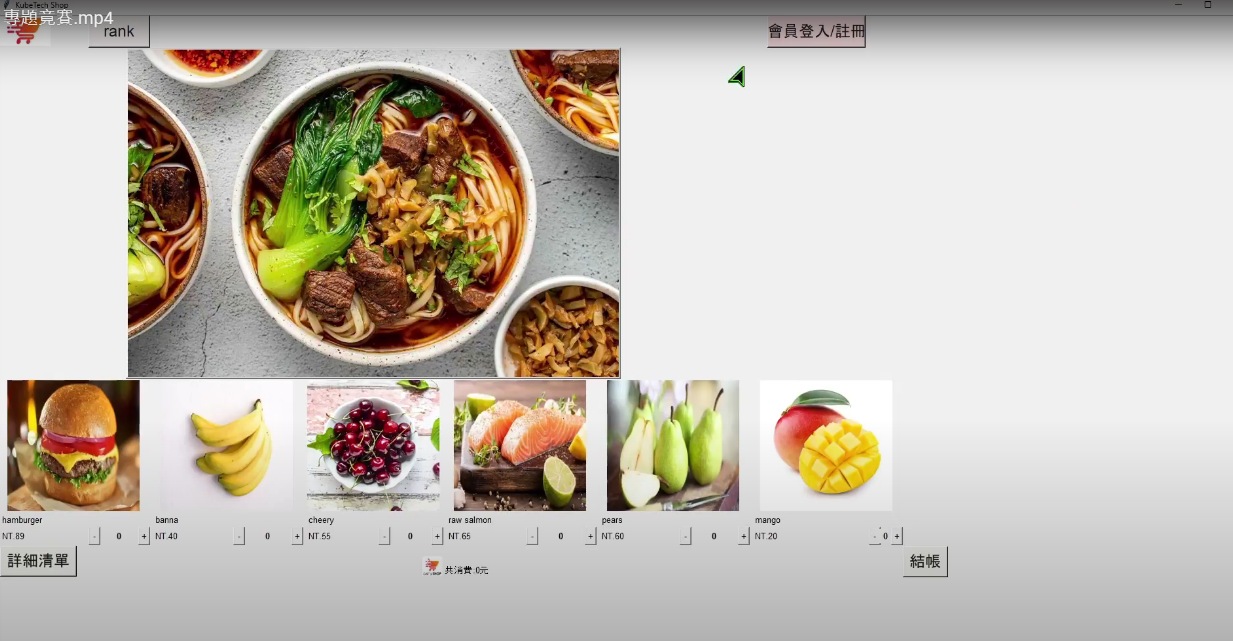 KubeTech Shop
專題竟賽.mp4
rank
會員登入/註冊
hamburger
banna
cheery
raw salmon
pears
mango
NT.89
- 0 +
NT.40
- 0 +
NT.55
- 0 +
NT.65
- 0 +
NT.60
- 0 +
NT.20
- 0 +
詳細清單
共消費:0元
結帳